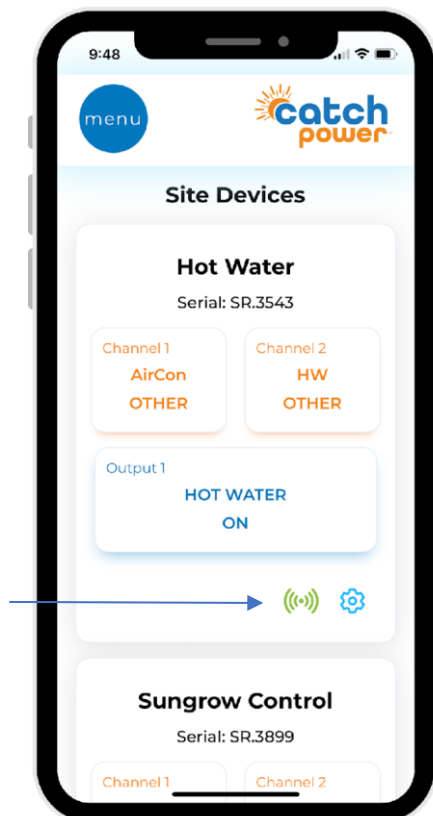 9:48
menu
catch
power
Site Devices
Hot Water
Serial: SR.3543
Channel 1
AirCon
OTHER
Channel 2
HW
OTHER
Output 1
HOT WATER
ON
Sungrow Control
Serial: SR.3899
Channel 1
Channel 2